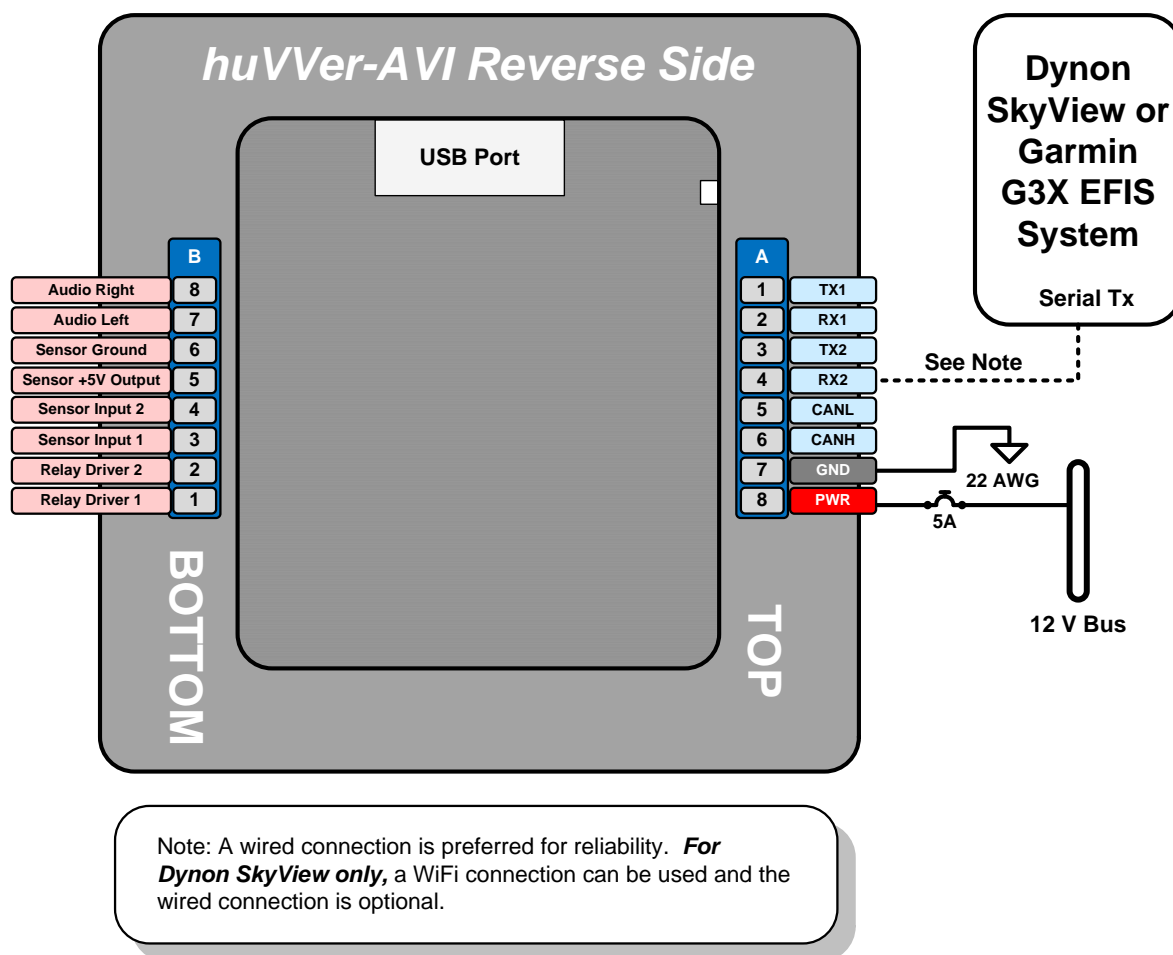 huVVer-AVI Reverse Side
USB Port
Dynon
SkyView or
Garmin
G3X EFIS
System
Serial Tx
B
Audio Right 8
Audio Left 7
Sensor Ground 6
Sensor +5V Output 5
Sensor Input 2 4
Sensor Input 1 3
Relay Driver 2 2
Relay Driver 1 1
BOTTOM
A
1 TX1
2 RX1
3 TX2
4 RX2
5 CANL
6 CANH
7 GND
8 PWR
TOP
See Note
22 AWG
5A
12 V Bus
Note: A wired connection is preferred for reliability. For
Dynon SkyView only, a WiFi connection can be used and the
wired connection is optional.